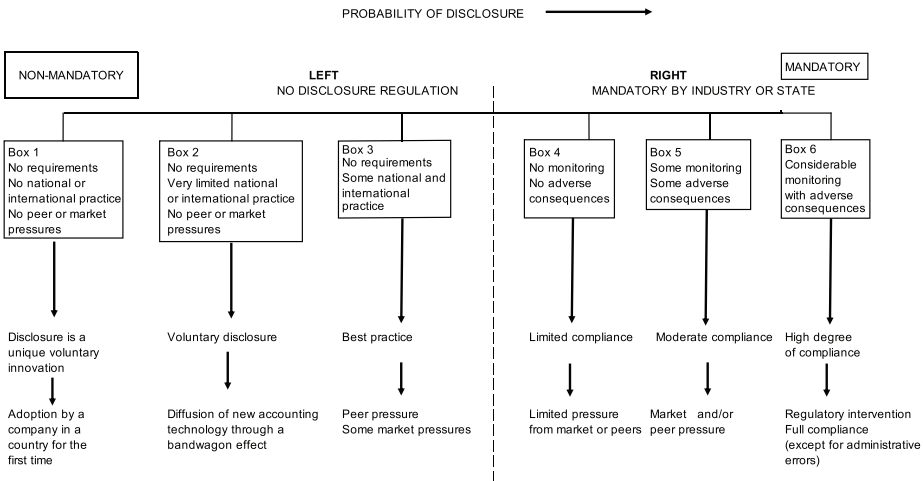 PROBABILITY OF DISCLOSURE
NON-MANDATORY
LEFT
NO DISCLOSURE REGULATION
RIGHT
MANDATORY BY INDUSTRY OR STATE
MANDATORY
Box 1
No requirements
No national or
international practice
No peer or market
pressures
Box 2
No requirements
Very limited national
or international practice
No peer or market
pressures
Box 3
No requirements
Some national and
international
practice
Box 4
No monitoring
No adverse
consequences
Box 5
Some monitoring
Some adverse
consequences
Box 6
Considerable
monitoring
with adverse
consequences
Disclosure is a
unique voluntary
innovation
Voluntary disclosure
Best practice
Limited compliance
Moderate compliance
High degree
of compliance
Adoption by a
company in a
country for the
first time
Diffusion of new accounting
technology through a
bandwagon effect
Peer pressure
Some market pressures
Limited pressure
from market or peers
Market and/or
peer pressure
Regulatory intervention
Full compliance
(except for administrative
errors)